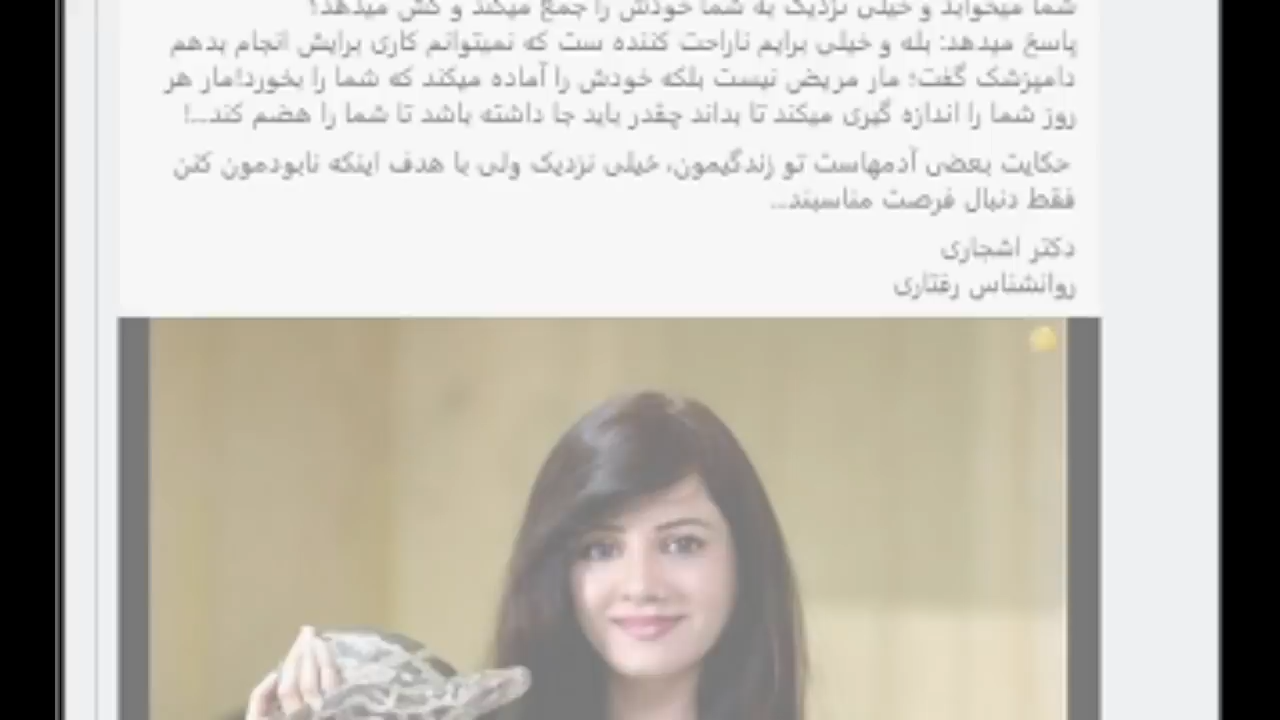 شما میخوابد و خیلی نزدیک به شما خودش را جمع میکند و کش میدهد؟
پاسخ میدهد: بله و خیلی برایم ناراحت کننده ست که نمیتوانم کاری برایش انجام بدهم
دامپزشک گفت؛ مار مریض نیست بلکه خودش را آماده میکند که شما را بخورد!مار هر
روز شما را اندازه گیری میکند تا بداند چقدر باید جا داشته باشد تا شما را هضم کند...!
حکایت بعضی آدمهاست تو زندگیمون، خیلی نزدیک ولی با هدف اینکه نابودمون کنن
فقط دنبال فرصت مناسبند...
دکتر اشجاری
روانشناس رفتاری